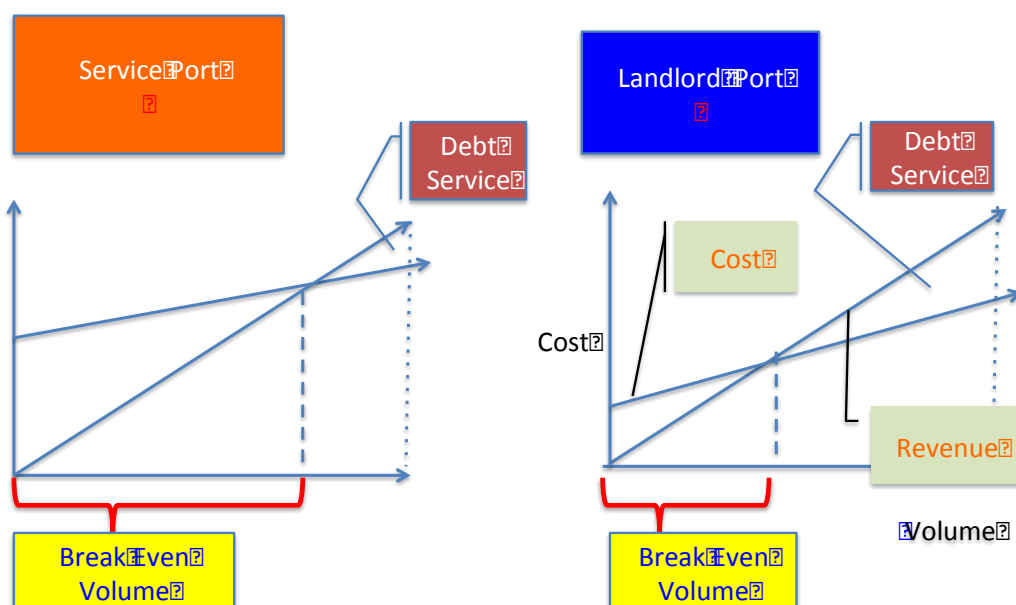 Service Port
Landlord Port
Debt
Service
Debt
Service
Cost
Cost
Revenue
Volume
Break Even
Volume
Break Even
Volume